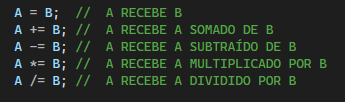 A = B;  //  A RECEBE B
A += B; //  A RECEBE A SOMADO DE B
A -= B; //  A RECEBE A SUBTRAÍDO DE B
A *= B; //  A RECEBE A MULTIPLICADO POR B
A /= B; //  A RECEBE A DIVIDIDO POR B